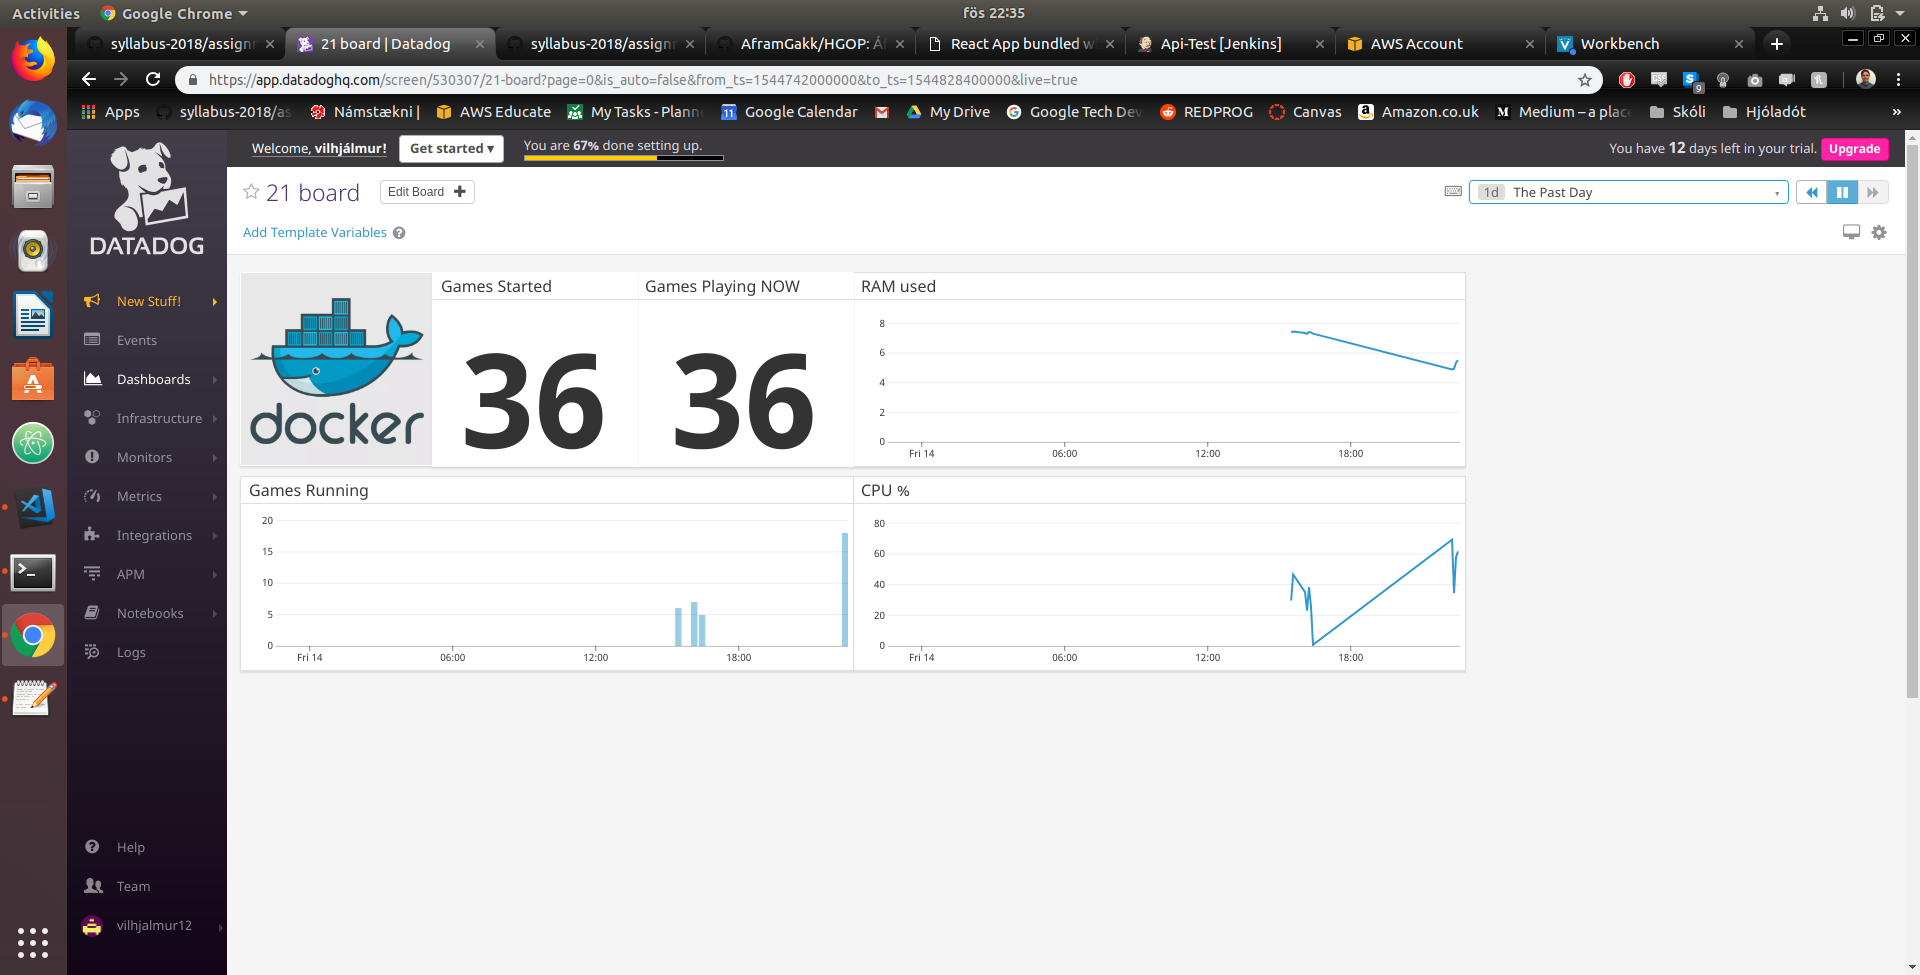 Activities Google Chrome fös 22:35
syllabus-2018/assignm 21 board | Datadog syllabus-2018/assignm AframGakk/HGOP: Áf React App bundled w Api-Test [Jenkins] AWS Account Workbench
https://app.datadoghq.com/screen/530307/21-board?page=0&is_auto=false&from_ts=1544742000000&to_ts=1544828400000&live=true
9
Apps syllabus-2018/as Námstækni | AWS Educate My Tasks - Planne 11 Google Calendar My Drive Google Tech Dev REDPROG Canvas Amazon.co.uk Medium – a place Skóli Hjóladót »
Welcome, vilhjálmur! Get started ▾ You are 67% done setting up. You have 12 days left in your trial. Upgrade
DATADOG
21 board Edit Board 1d The Past Day
Add Template Variables
New Stuff!
Events
Dashboards
Infrastructure
Monitors
Metrics
Integrations
APM
Notebooks
Logs
Help
Team
vilhjalmur12
docker
Games Started
36
Games Playing NOW
36
RAM used
8
6
4
2
0
Fri 14 06:00 12:00 18:00
Games Running
20
15
10
5
0
Fri 14 06:00 12:00 18:00
CPU %
80
60
40
20
0
Fri 14 06:00 12:00 18:00